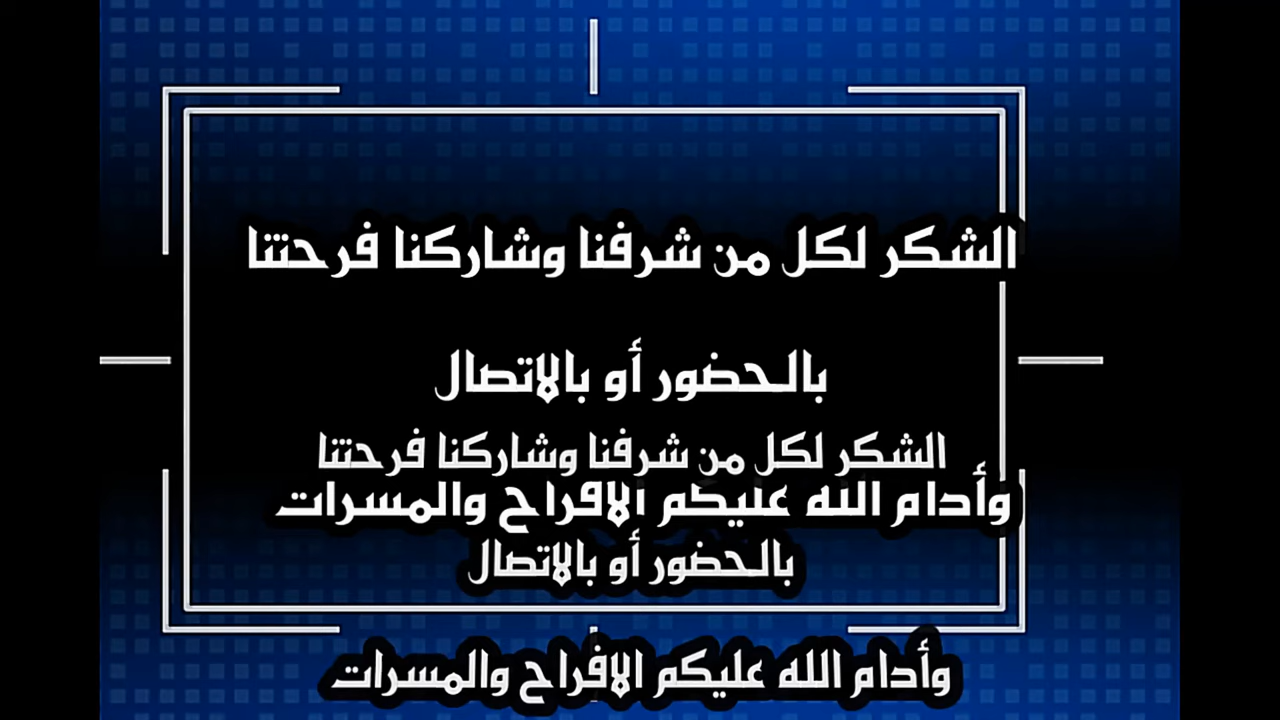 الشكر لكل من شرفنا وشاركنا فرحتنا
بالحضور أو بالاتصال
الشكر لكل من شرفنا وشاركنا فرحتنا
وأدام الله عليكم الافراح والمسرات
بالحضور أو بالاتصال
وأدام الله عليكم الافراح والمسرات